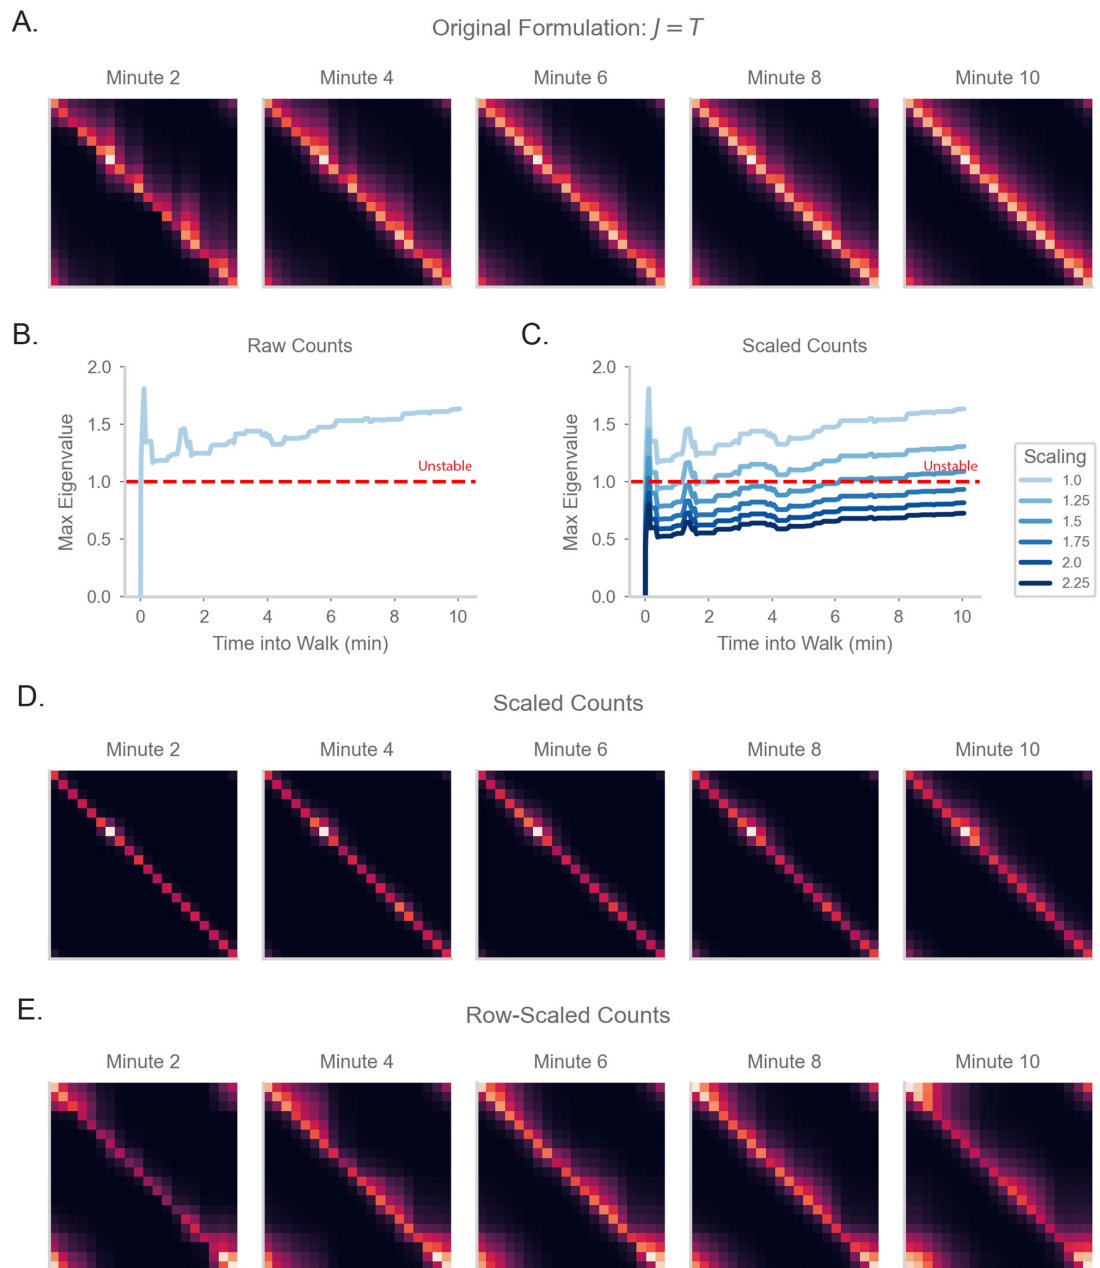 A.
Original Formulation: J = T
Minute 2 Minute 4 Minute 6 Minute 8 Minute 10
B.
Raw Counts
2.0
1.5
1.0
0.5
0.0
Max Eigenvalue
Unstable
0 2 4 6 8 10
Time into Walk (min)
C.
Scaled Counts
2.0
1.5
1.0
0.5
0.0
Max Eigenvalue
Unstable
0 2 4 6 8 10
Time into Walk (min)
Scaling
1.0
1.25
1.5
1.75
2.0
2.25
D.
Scaled Counts
Minute 2 Minute 4 Minute 6 Minute 8 Minute 10
E.
Row-Scaled Counts
Minute 2 Minute 4 Minute 6 Minute 8 Minute 10